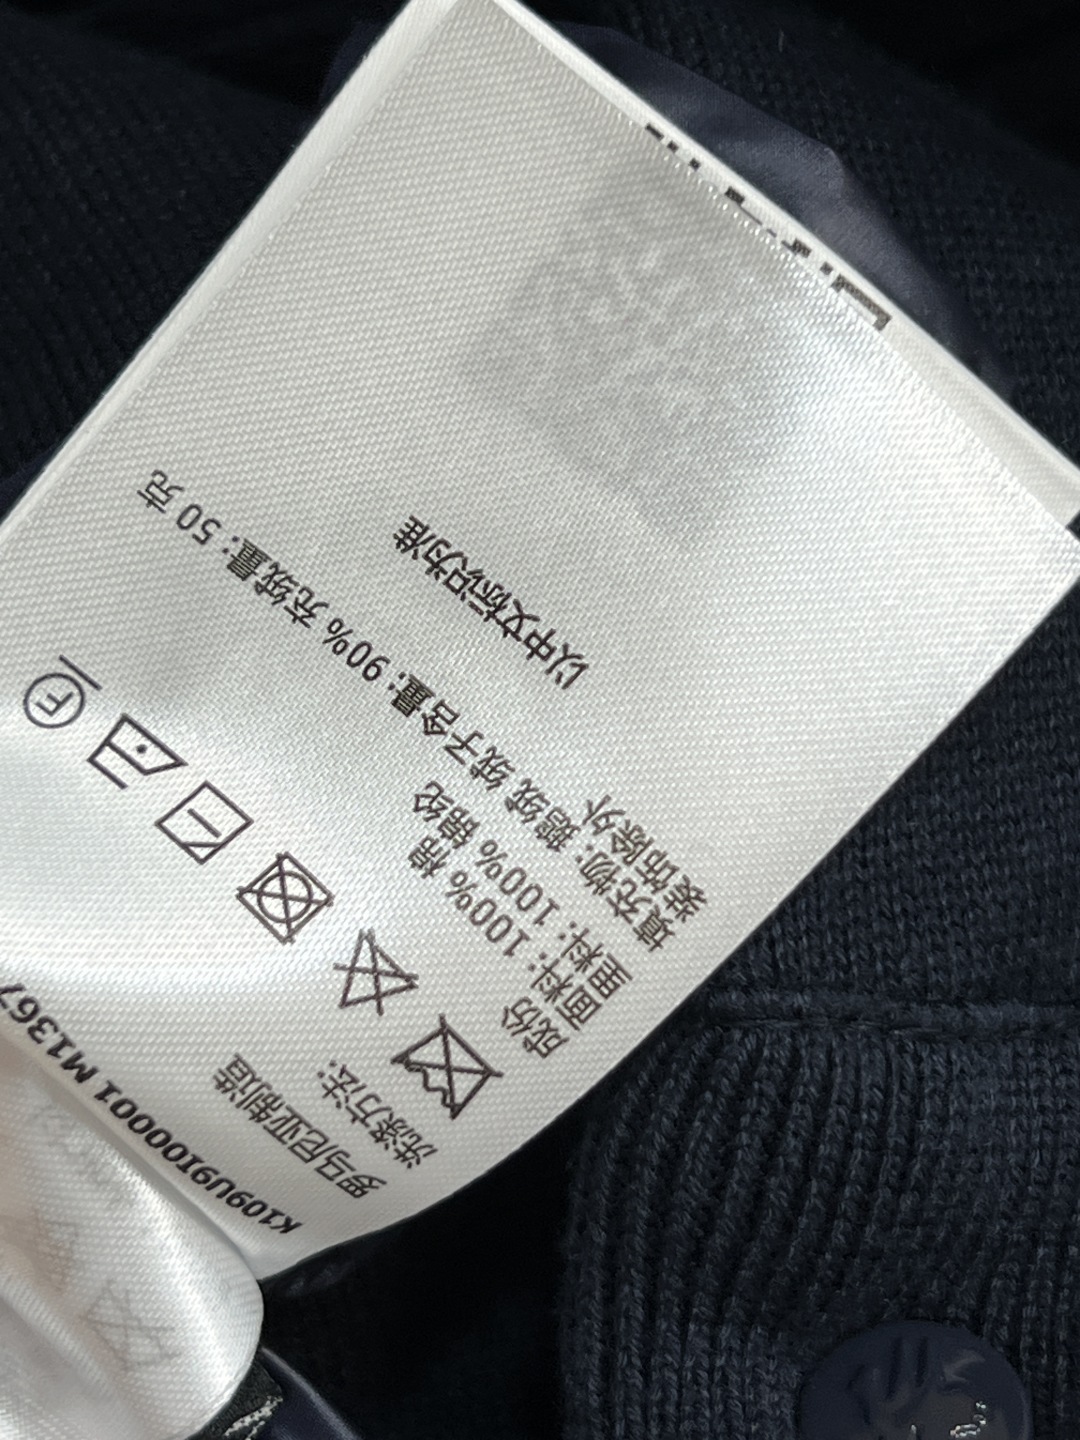 K109U9I00001 M1367
罗马尼亚制造
洗涤方法:
F
成份
面料: 100% 棉
里料: 100% 锦纶
填充物: 鹅绒 绒子含量: 90% 充绒量: 50 克
装饰除外
以中文标识为准